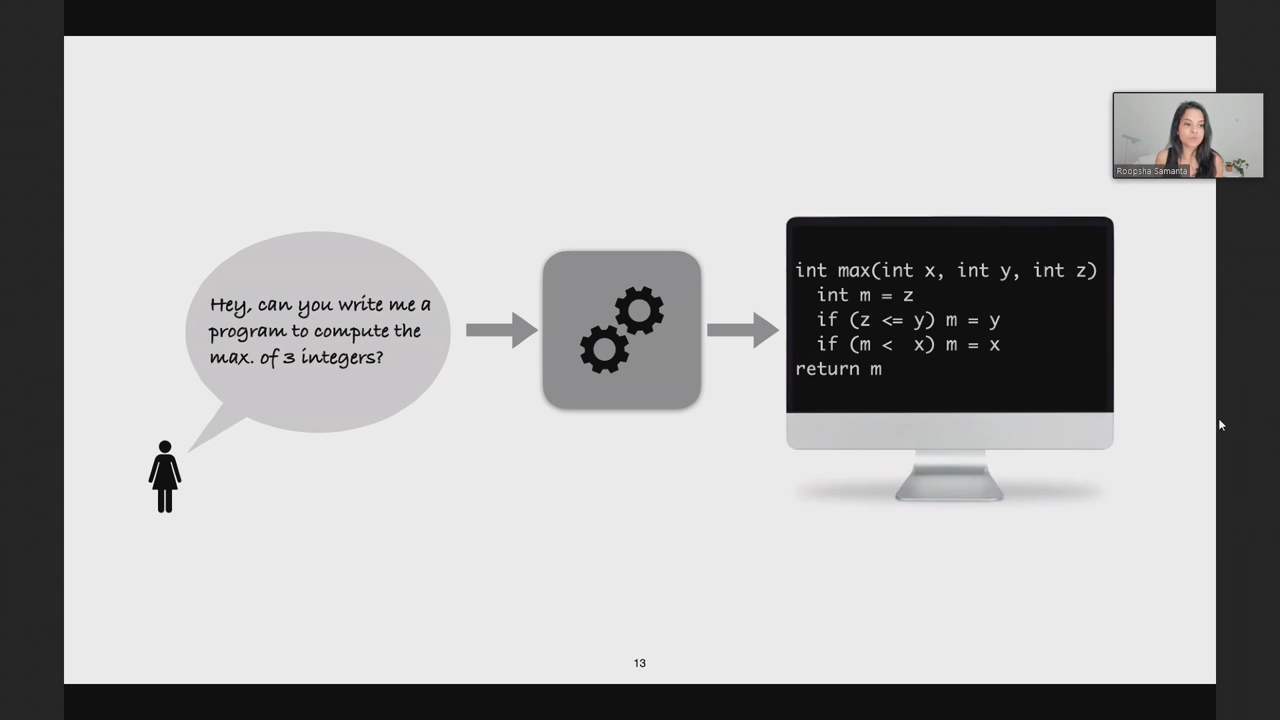 Hey, can you write me a
program to compute the
max. of 3 integers?
int max(int x, int y, int z)
int m = z
if (z <= y) m = y
if (m <  x) m = x
return m
Roopsha Samanta
13